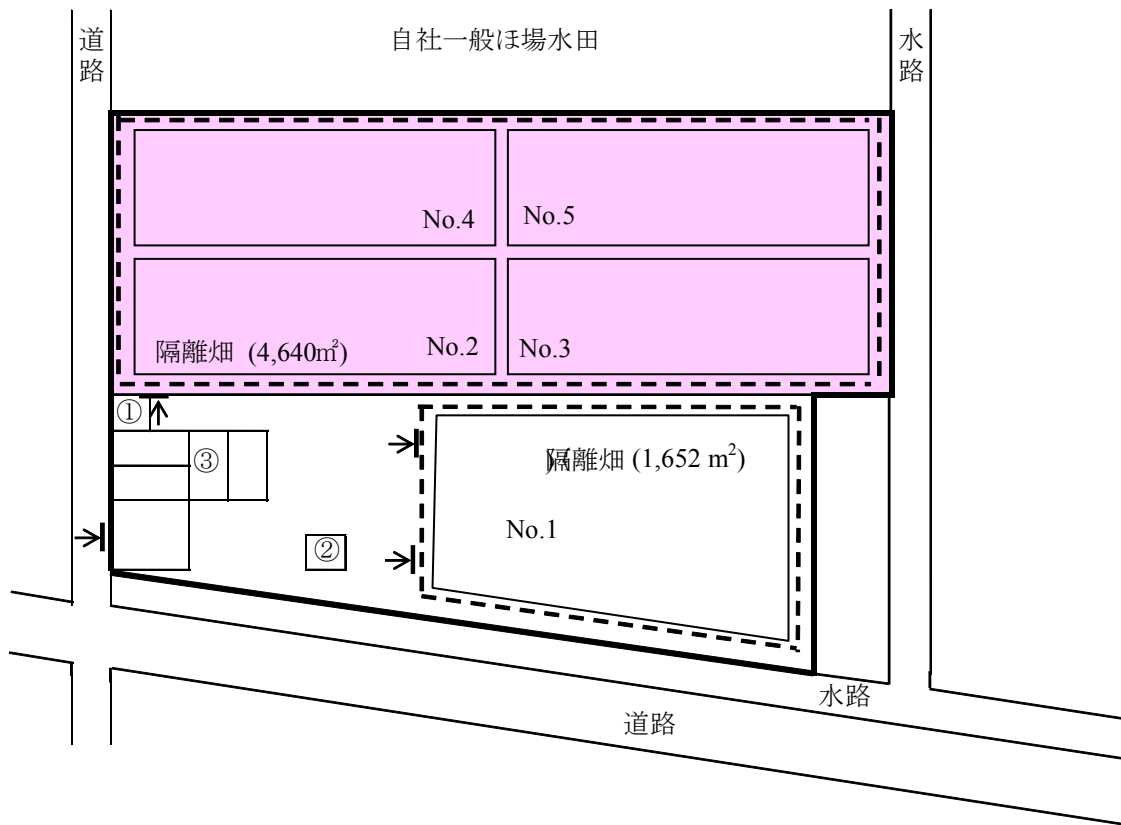 道路
自社一般ほ場水田
水路
No.4
No.5
隔離畑 (4,640㎡)
No.2
No.3
①
③
隔離畑 (1,652 m²)
No.1
②
水路
道路